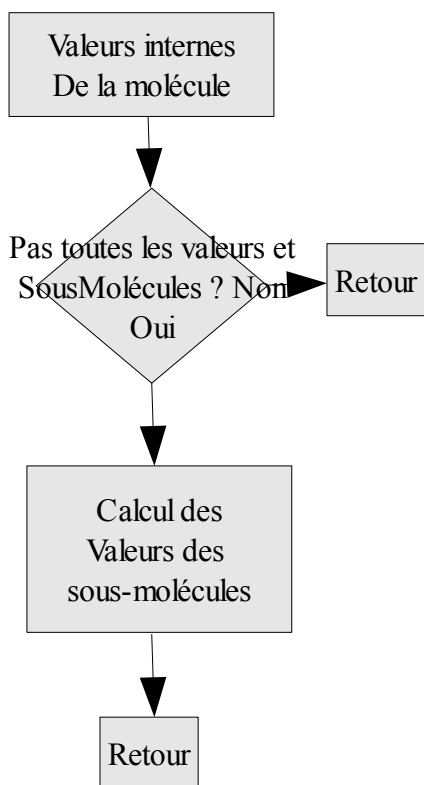 Valeurs internes
De la molécule
Pas toutes les valeurs et
SousMolécules ? Non
Oui
Retour
Calcul des
Valeurs des
sous-molécules
Retour